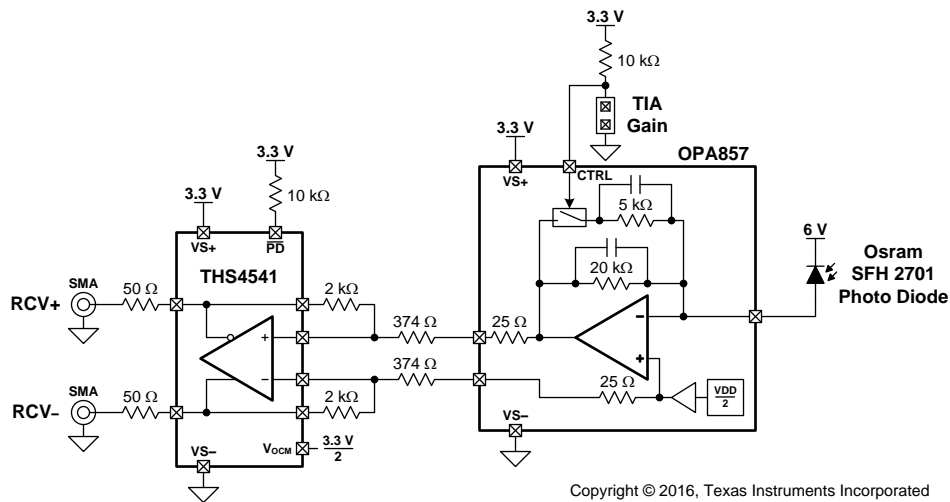 3.3 V
10 kΩ
TIA
Gain
3.3 V
OPA857
VS+
CTRL
5 kΩ
20 kΩ
3.3 V
10 kΩ
3.3 V
VS+
PD
THS4541
6 V
Osram
SFH 2701
Photo Diode
RCV+
SMA
50 Ω
2 kΩ
374 Ω
25 Ω
–
+
+
–
374 Ω
25 Ω
VDD
2
RCV–
SMA
50 Ω
2 kΩ
VOCM
3.3 V
2
VS–
VS–
Copyright © 2016, Texas Instruments Incorporated